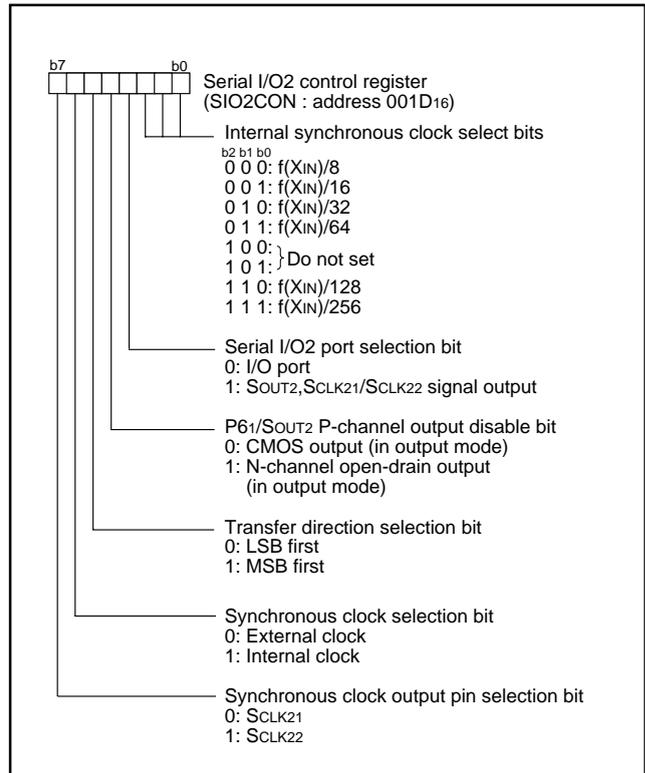 b7 b0
Serial I/O2 control register
(SIO2CON : address 001D16)
Internal synchronous clock select bits
b2 b1 b0
0 0 0: f(XIN)/8
0 0 1: f(XIN)/16
0 1 0: f(XIN)/32
0 1 1: f(XIN)/64
1 0 0:
1 0 1: } Do not set
1 1 0: f(XIN)/128
1 1 1: f(XIN)/256
Serial I/O2 port selection bit
0: I/O port
1: SOUT2,SCLK21/SCLK22 signal output
P61/SOUT2 P-channel output disable bit
0: CMOS output (in output mode)
1: N-channel open-drain output
(in output mode)
Transfer direction selection bit
0: LSB first
1: MSB first
Synchronous clock selection bit
0: External clock
1: Internal clock
Synchronous clock output pin selection bit
0: SCLK21
1: SCLK22